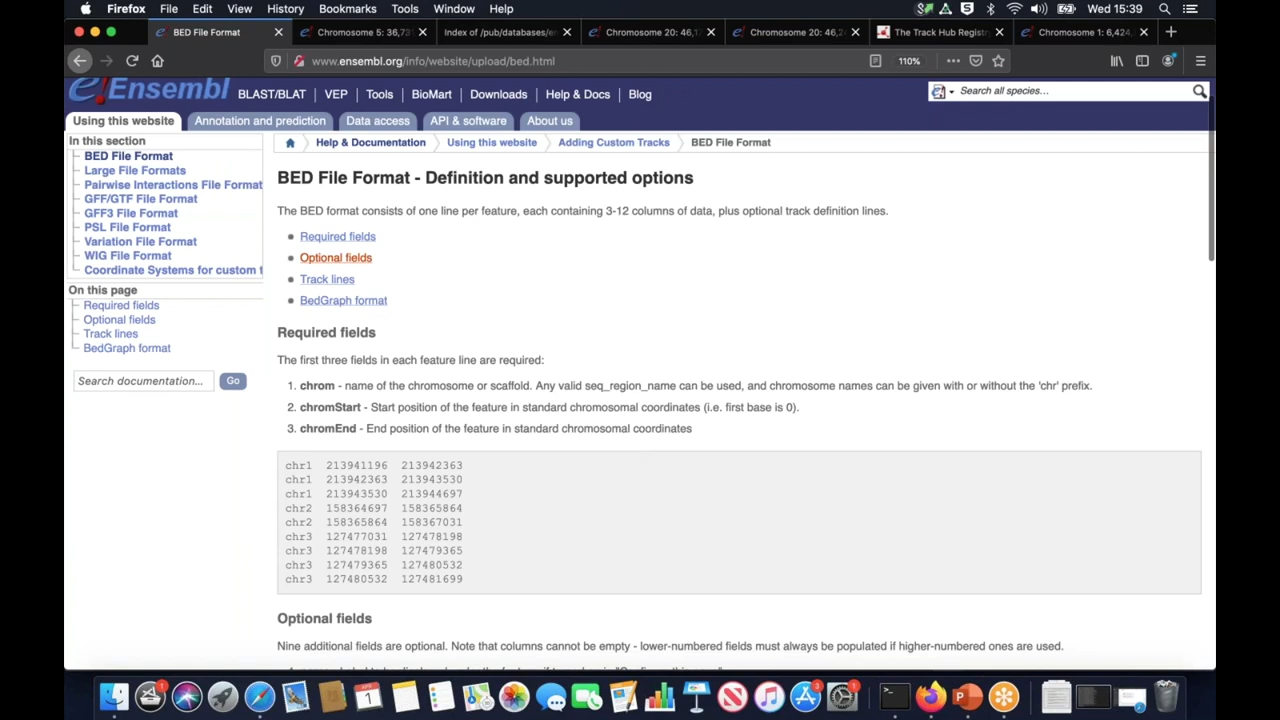 Firefox File Edit View History Bookmarks Tools Window Help Wed 15:39
BED File Format Chromosome 5: 36,73 Index of /pub/databases/en Chromosome 20: 46,1 Chromosome 20: 46,2 The Track Hub Registry Chromosome 1: 6,424,
www.ensembl.org/info/website/upload/bed.html 110%
e!Ensembl BLAST/BLAT VEP Tools BioMart Downloads Help & Docs Blog Search all species...
Using this website Annotation and prediction Data access API & software About us
In this section
BED File Format
Large File Formats
Pairwise Interactions File Format
GFF/GTF File Format
GFF3 File Format
PSL File Format
Variation File Format
WIG File Format
Coordinate Systems for custom t
On this page
Required fields
Optional fields
Track lines
BedGraph format
Search documentation... Go
Help & Documentation Using this website Adding Custom Tracks BED File Format
BED File Format - Definition and supported options
The BED format consists of one line per feature, each containing 3-12 columns of data, plus optional track definition lines.
Required fields
Optional fields
Track lines
BedGraph format
Required fields
The first three fields in each feature line are required:
1. chrom - name of the chromosome or scaffold. Any valid seq_region_name can be used, and chromosome names can be given with or without the 'chr' prefix.
2. chromStart - Start position of the feature in standard chromosomal coordinates (i.e. first base is 0).
3. chromEnd - End position of the feature in standard chromosomal coordinates
chr1 213941196 213942363
chr1 213942363 213943530
chr1 213943530 213944697
chr2 158364697 158365864
chr2 158365864 158367031
chr3 127477031 127478198
chr3 127478198 127479365
chr3 127479365 127480532
chr3 127480532 127481699
Optional fields
Nine additional fields are optional. Note that columns cannot be empty - lower-numbered fields must always be populated if higher-numbered ones are used.